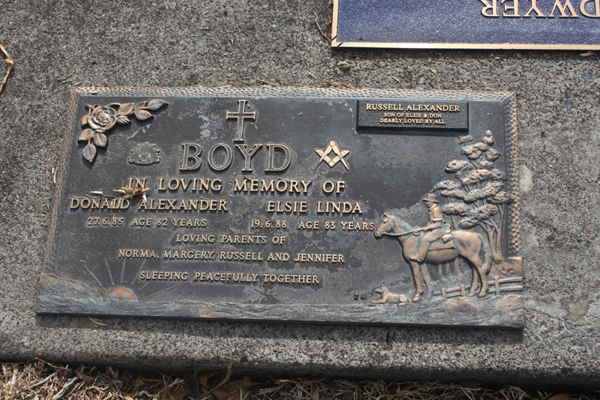 DWYER
RUSSELL ALEXANDER
SON OF ELSIE & DON
DEARLY LOVED BY ALL
BOYD
IN LOVING MEMORY OF
DONALD ALEXANDER ELSIE LINDA
27.6.85 AGE 82 YEARS 19.6.88 AGE 83 YEARS
LOVING PARENTS OF
NORMA, MARGERY, RUSSELL AND JENNIFER
SLEEPING PEACEFULLY TOGETHER